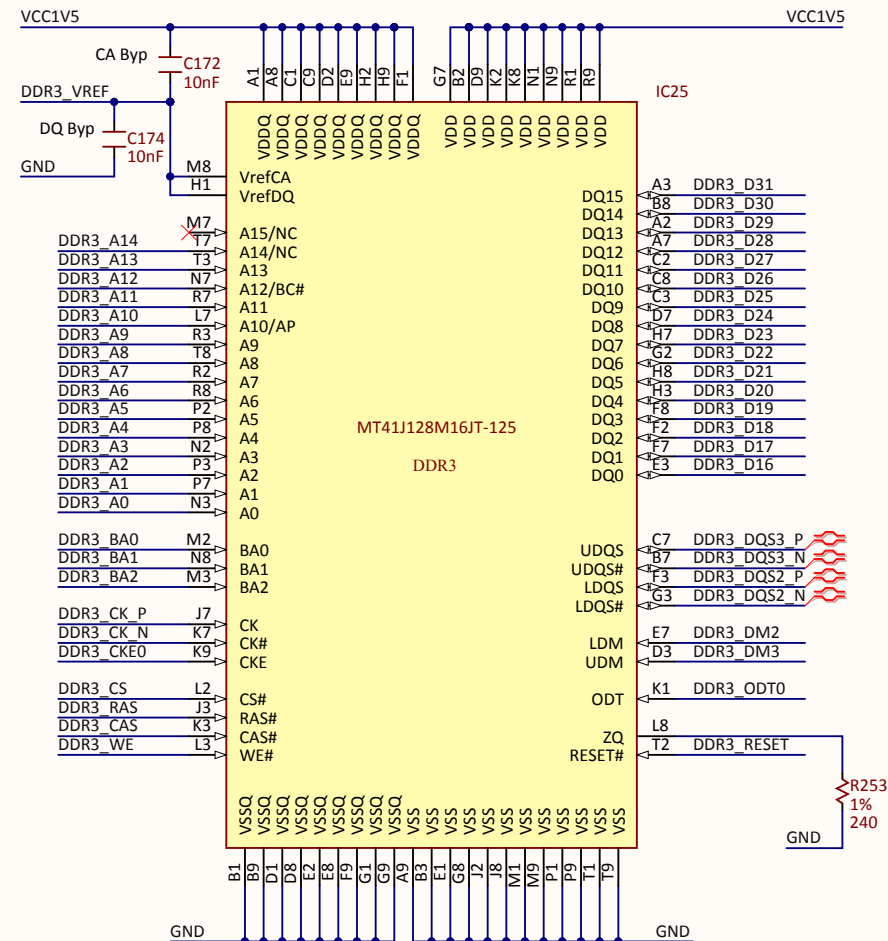 VCC1V5
VCC1V5
CA Byp
C172
10nF
DDR3_VREF
DQ Byp
C174
10nF
GND
A1 A8 C1 C9 D2 E9 H2 H9 F1
G7 B2 D9 K2 K8 N1 N9 R1 R9
IC25
VDDQ VDDQ VDDQ VDDQ VDDQ VDDQ VDDQ VDDQ VDDQ
VDD VDD VDD VDD VDD VDD VDD VDD VDD
M8 VrefCA
H1 VrefDQ
M7 A15/NC
DDR3_A14 T7 A14/NC
DDR3_A13 T3 A13
DDR3_A12 N7 A12/BC#
DDR3_A11 R7 A11
DDR3_A10 L7 A10/AP
DDR3_A9 R3 A9
DDR3_A8 T8 A8
DDR3_A7 R2 A7
DDR3_A6 R8 A6
DDR3_A5 P2 A5
DDR3_A4 P8 A4
DDR3_A3 N2 A3
DDR3_A2 P3 A2
DDR3_A1 P7 A1
DDR3_A0 N3 A0
DDR3_BA0 M2 BA0
DDR3_BA1 N8 BA1
DDR3_BA2 M3 BA2
DDR3_CK_P J7 CK
DDR3_CK_N K7 CK#
DDR3_CKE0 K9 CKE
DDR3_CS L2 CS#
DDR3_RAS J3 RAS#
DDR3_CAS K3 CAS#
DDR3_WE L3 WE#
MT41J128M16JT-125
DDR3
DQ15 A3 DDR3_D31
DQ14 B8 DDR3_D30
DQ13 A2 DDR3_D29
DQ12 A7 DDR3_D28
DQ11 C2 DDR3_D27
DQ10 C8 DDR3_D26
DQ9 C3 DDR3_D25
DQ8 D7 DDR3_D24
DQ7 H7 DDR3_D23
DQ6 G2 DDR3_D22
DQ5 H8 DDR3_D21
DQ4 H3 DDR3_D20
DQ3 F8 DDR3_D19
DQ2 F2 DDR3_D18
DQ1 F7 DDR3_D17
DQ0 E3 DDR3_D16
UDQS C7 DDR3_DQS3_P
UDQS# B7 DDR3_DQS3_N
LDQS F3 DDR3_DQS2_P
LDQS# G3 DDR3_DQS2_N
LDM E7 DDR3_DM2
UDM D3 DDR3_DM3
ODT K1 DDR3_ODT0
ZQ L8
RESET# T2 DDR3_RESET
R253
1%
240
GND
VSSQ VSSQ VSSQ VSSQ VSSQ VSSQ VSSQ VSSQ VSSQ VSS VSS VSS VSS VSS VSS VSS VSS VSS VSS VSS VSS
B1 B9 D1 D8 E2 E8 F9 G1 G9 A9 B3 E1 G8 J2 J8 M1 M9 P1 P9 T1 T9
GND
GND